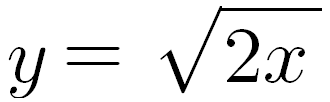 y = √2x